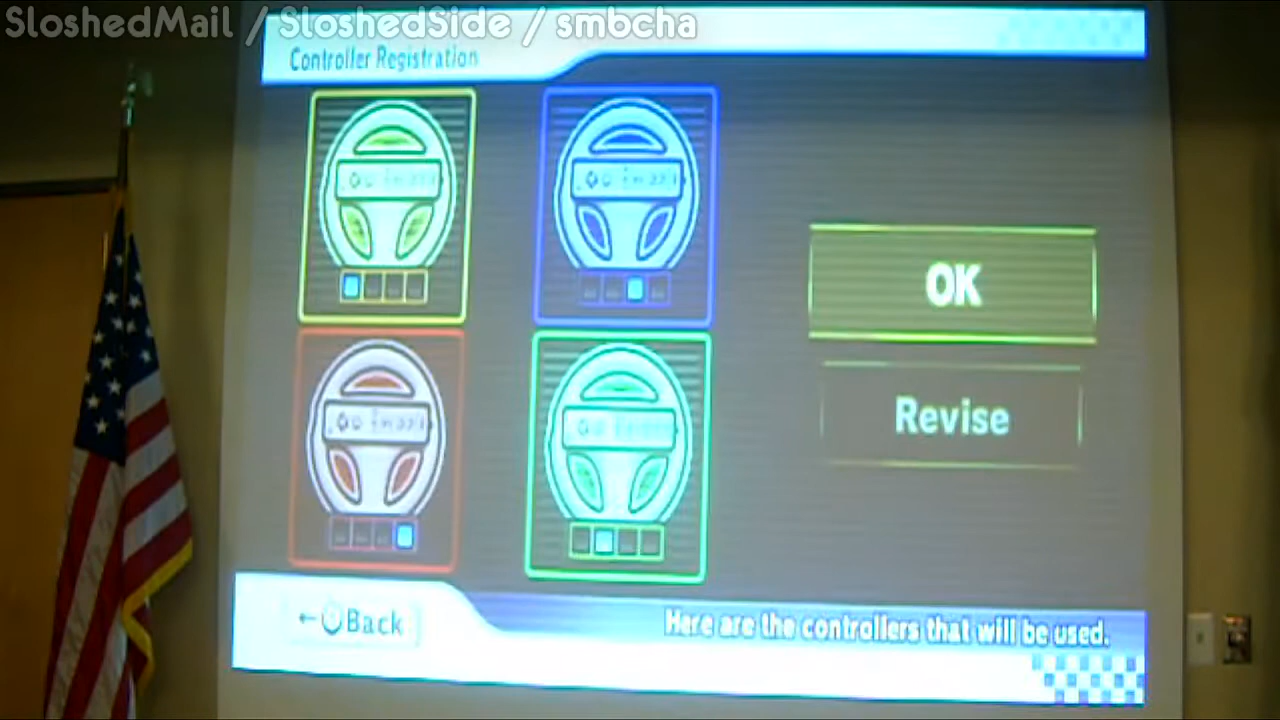 SloshedMail / SloshedSide / smbcha
Controller Registration
OK
Revise
Back
Here are the controllers that will be used.